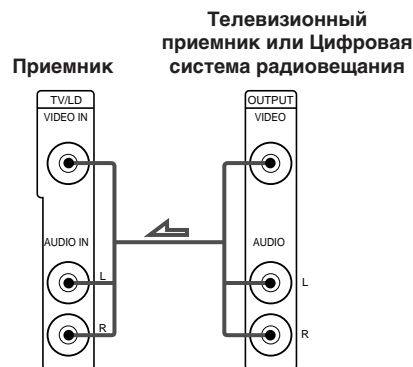 Телевизионный
приемник или Цифровая
система радиовещания
Приемник
TV/LD
VIDEO IN
AUDIO IN
L
R
OUTPUT
VIDEO
AUDIO
L
R